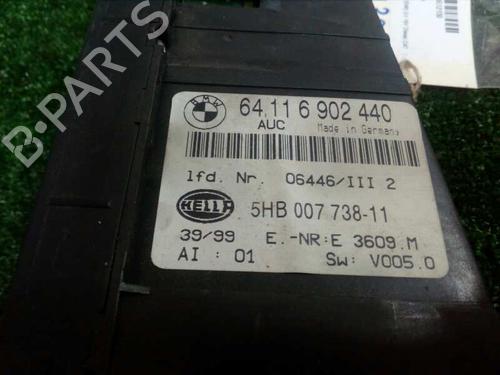 BMW
64.11 6 902 440
AUC Made in Germany
lfd. Nr. 06446/III 2
HELLA 5HB 007 738-11
39/99 E.-NR:E 3609.M
AI : 01 Sw: V005.0